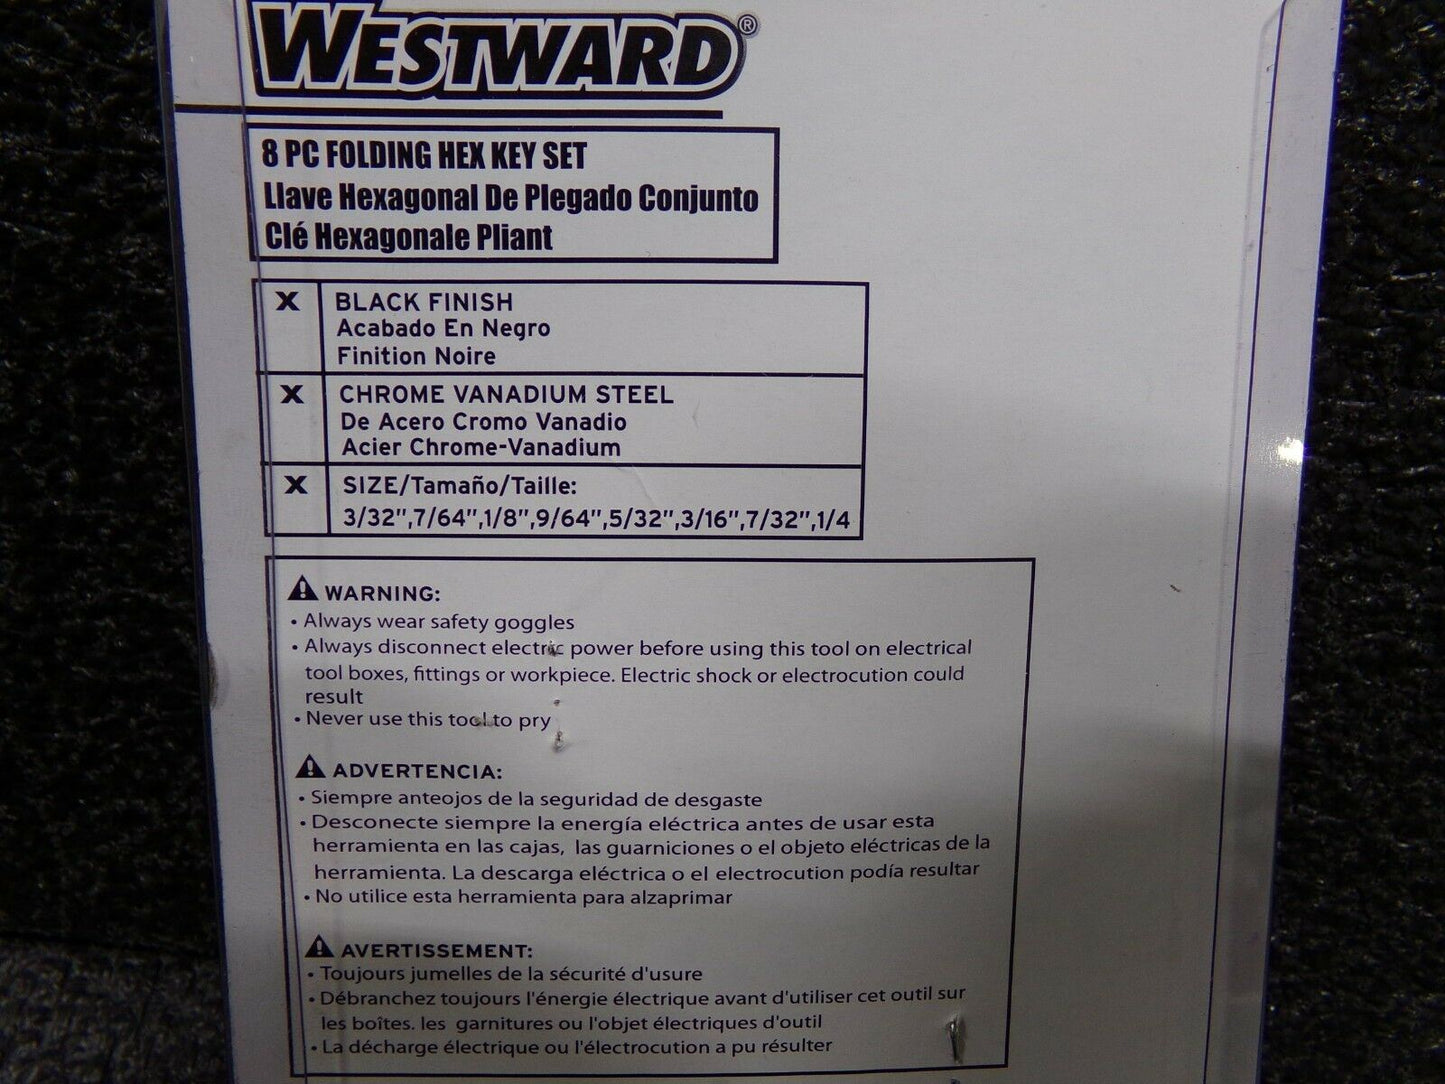 WESTWARD®
8 PC FOLDING HEX KEY SET
Llave Hexagonal De Plegado Conjunto
Clé Hexagonale Pliant
X BLACK FINISH
Acabado En Negro
Finition Noire
X CHROME VANADIUM STEEL
De Acero Cromo Vanadio
Acier Chrome-Vanadium
X SIZE/Tamaño/Taille:
3/32",7/64",1/8",9/64",5/32",3/16",7/32",1/4
WARNING:
• Always wear safety goggles
• Always disconnect electric power before using this tool on electrical
tool boxes, fittings or workpiece. Electric shock or electrocution could
result
• Never use this tool to pry
ADVERTENCIA:
• Siempre anteojos de la seguridad de desgaste
• Desconecte siempre la energía eléctrica antes de usar esta
herramienta en las cajas, las guarniciones o el objeto eléctricas de la
herramienta. La descarga eléctrica o el electrocution podía resultar
• No utilice esta herramienta para alzaprimar
AVERTISSEMENT:
• Toujours jumelles de la sécurité d'usure
• Débranchez toujours l'énergie électrique avant d'utiliser cet outil sur
les boîtes. les garnitures ou l'objet électriques d'outil
• La décharge électrique ou l'électrocution a pu résulter